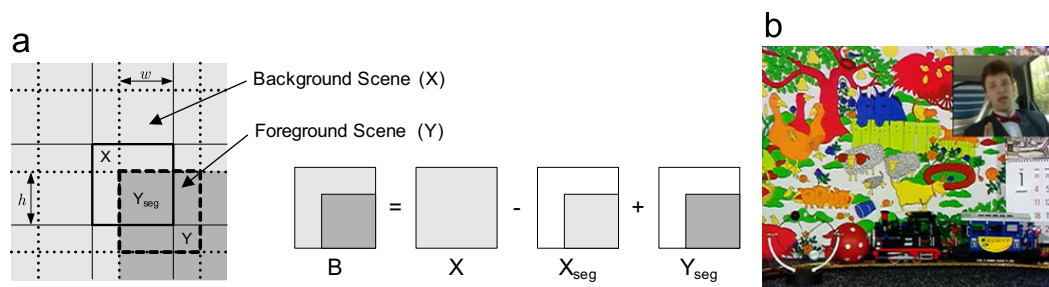 a
w
Background Scene (X)
Foreground Scene (Y)
X
h
Y_seg
Y
B = X - X_seg + Y_seg
b